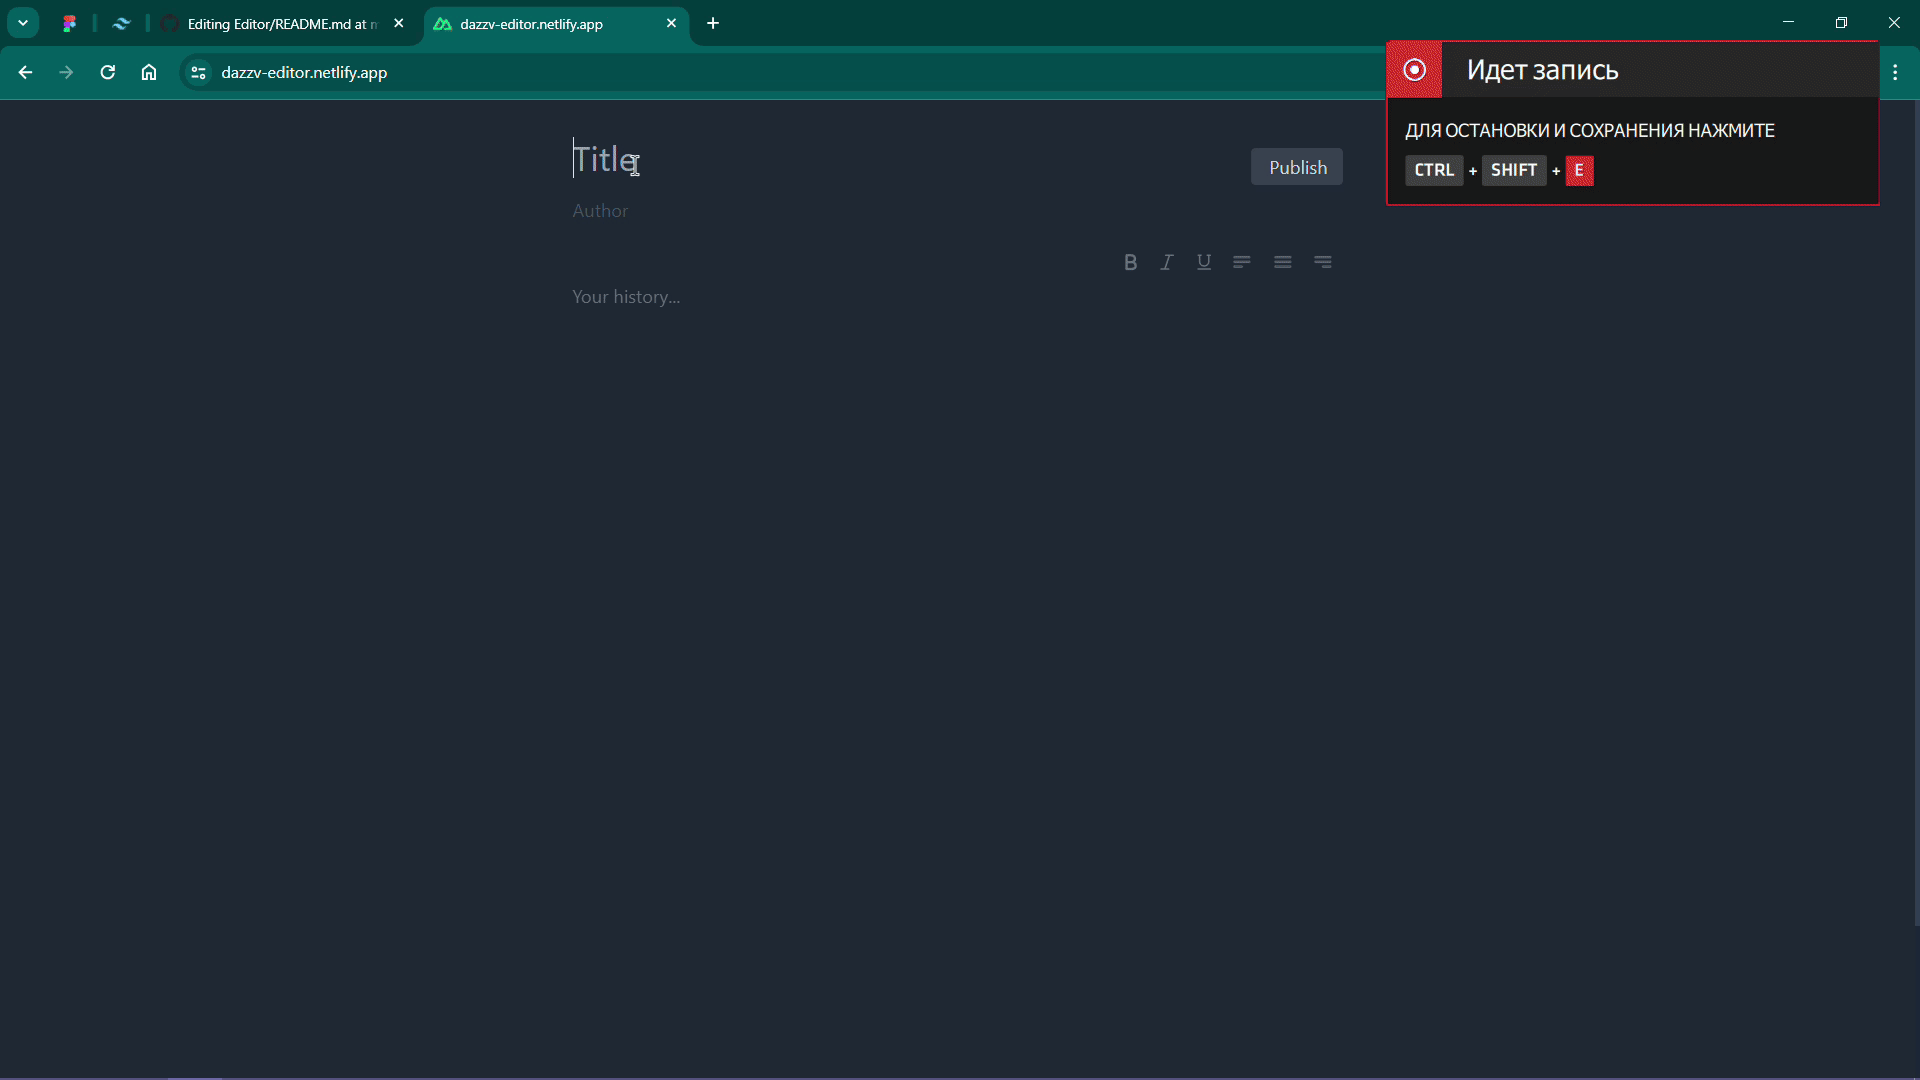 Editing Editor/README.md at
dazzv-editor.netlify.app
dazzv-editor.netlify.app
Идет запись
ДЛЯ ОСТАНОВКИ И СОХРАНЕНИЯ НАЖМИТЕ
CTRL + SHIFT + E
Title
Publish
Author
B I U
Your history...